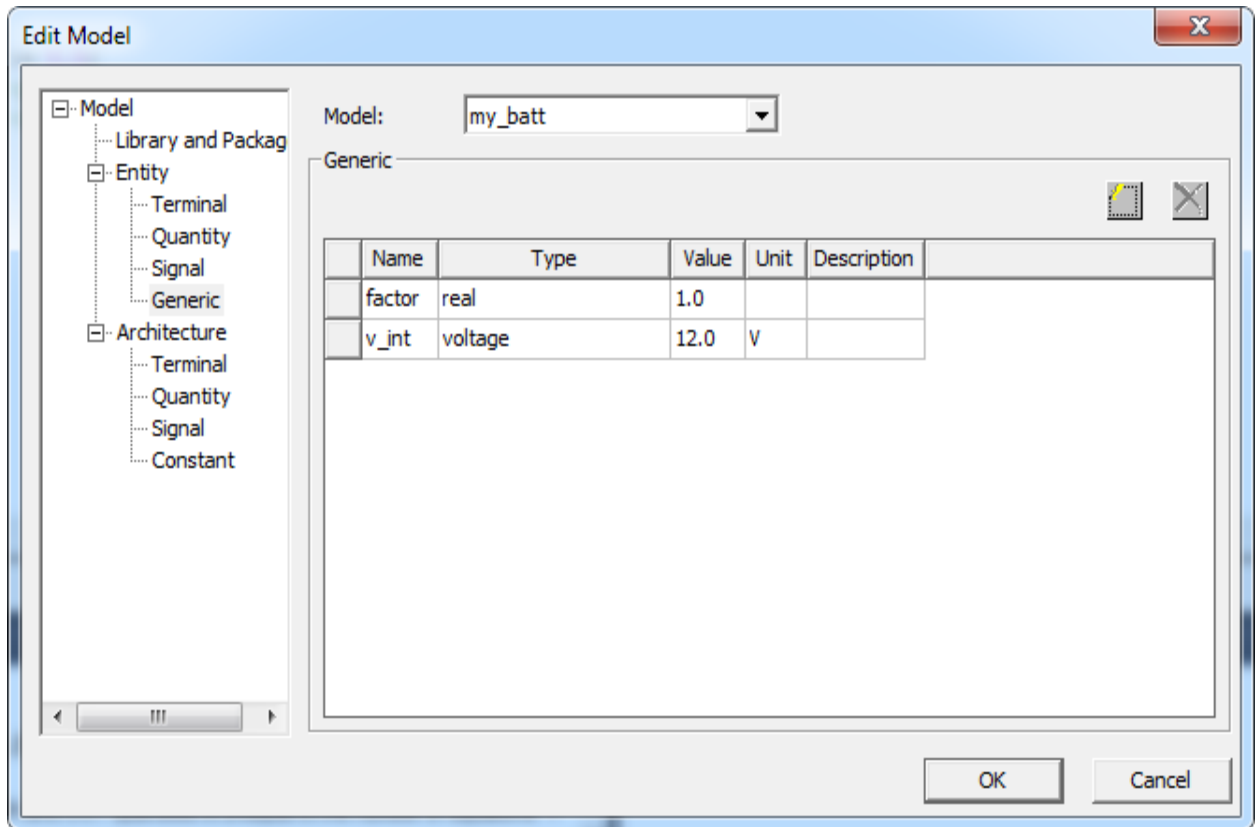 Edit Model
Model
Library and Packag
Entity
Terminal
Quantity
Signal
Generic
Architecture
Terminal
Quantity
Signal
Constant
Model: my_batt
Generic
Name Type Value Unit Description
factor real 1.0
v_int voltage 12.0 V
OK Cancel